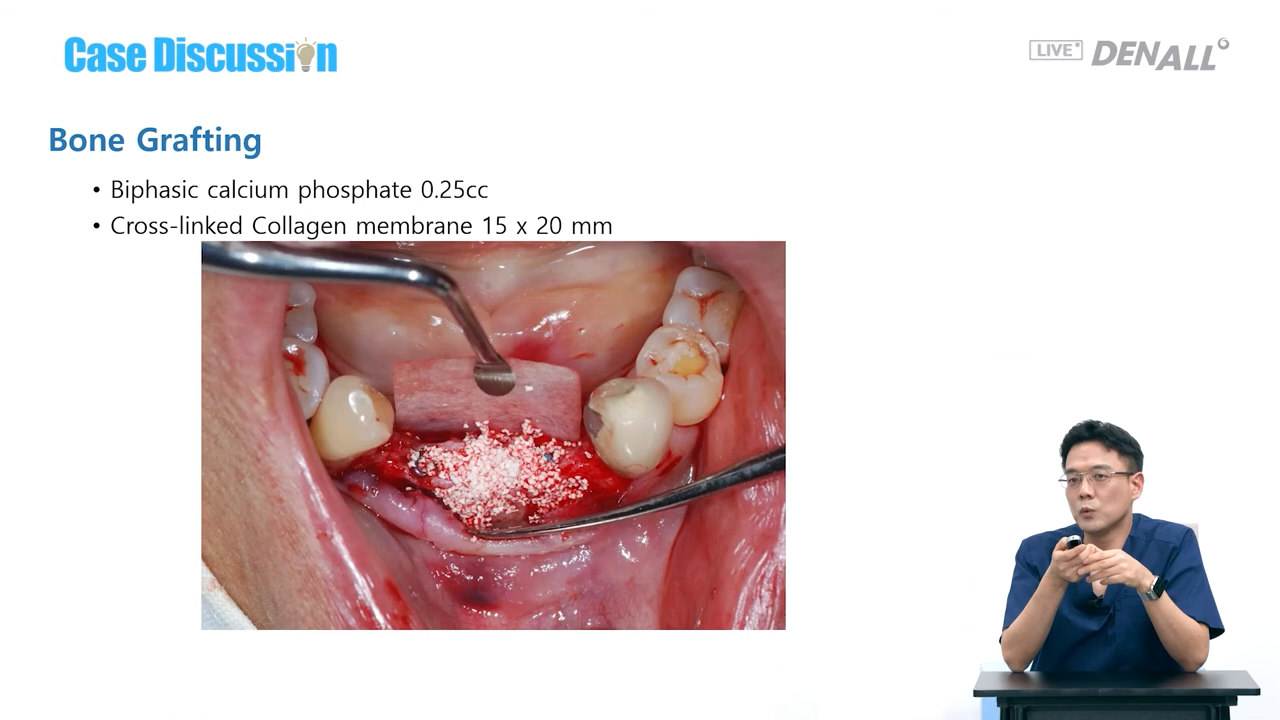 Case Discussion
LIVE DENALL
Bone Grafting
• Biphasic calcium phosphate 0.25cc
• Cross-linked Collagen membrane 15 x 20 mm